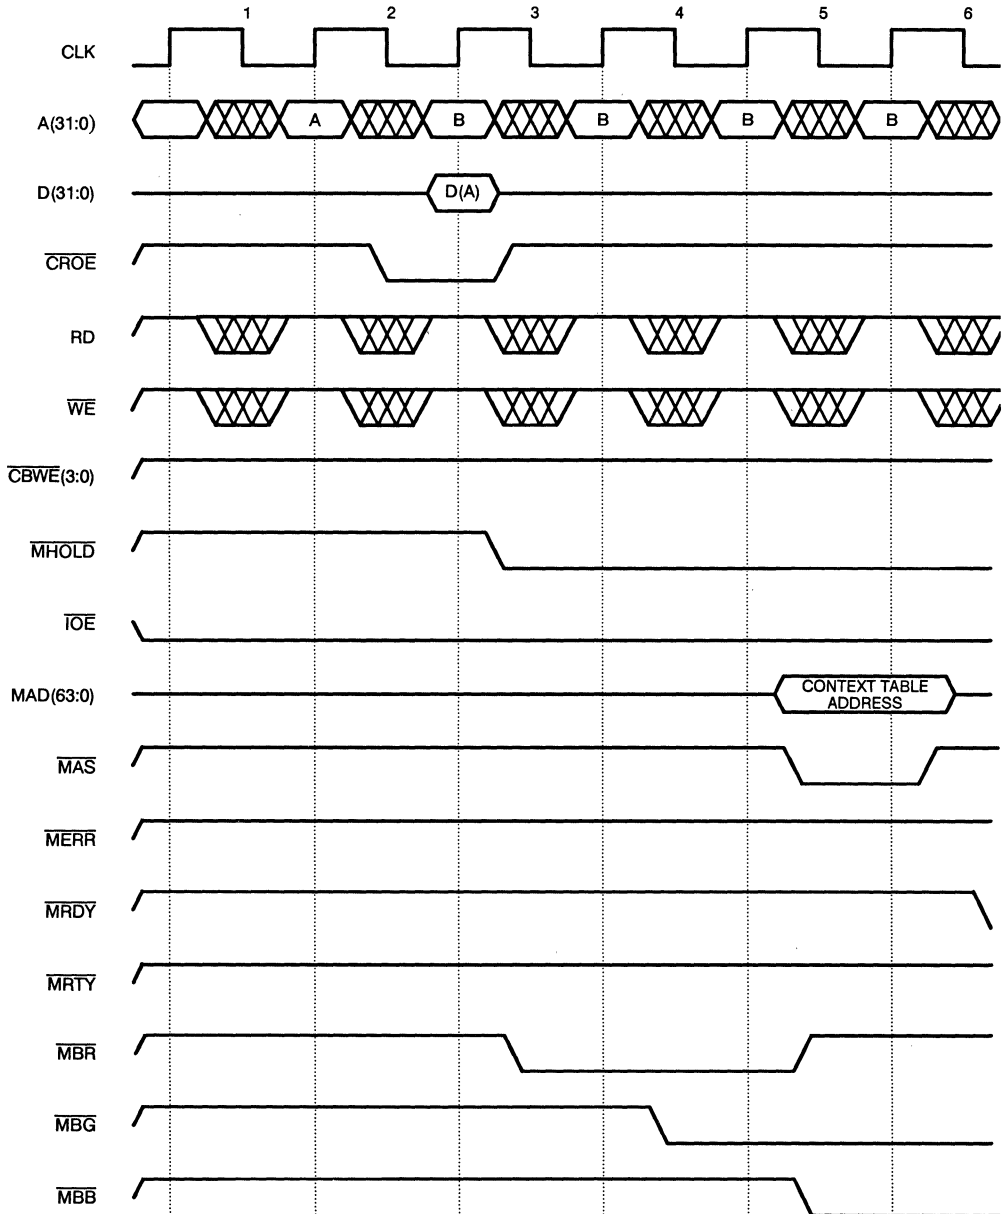 1 2 3 4 5 6
CLK
A(31:0) A B B B B
D(31:0) D(A)
CROE
RD
WE
CBWE(3:0)
MHOLD
IOE
MAD(63:0) CONTEXT TABLE
ADDRESS
MAS
MERR
MRDY
MRTY
MBR
MBG
MBB